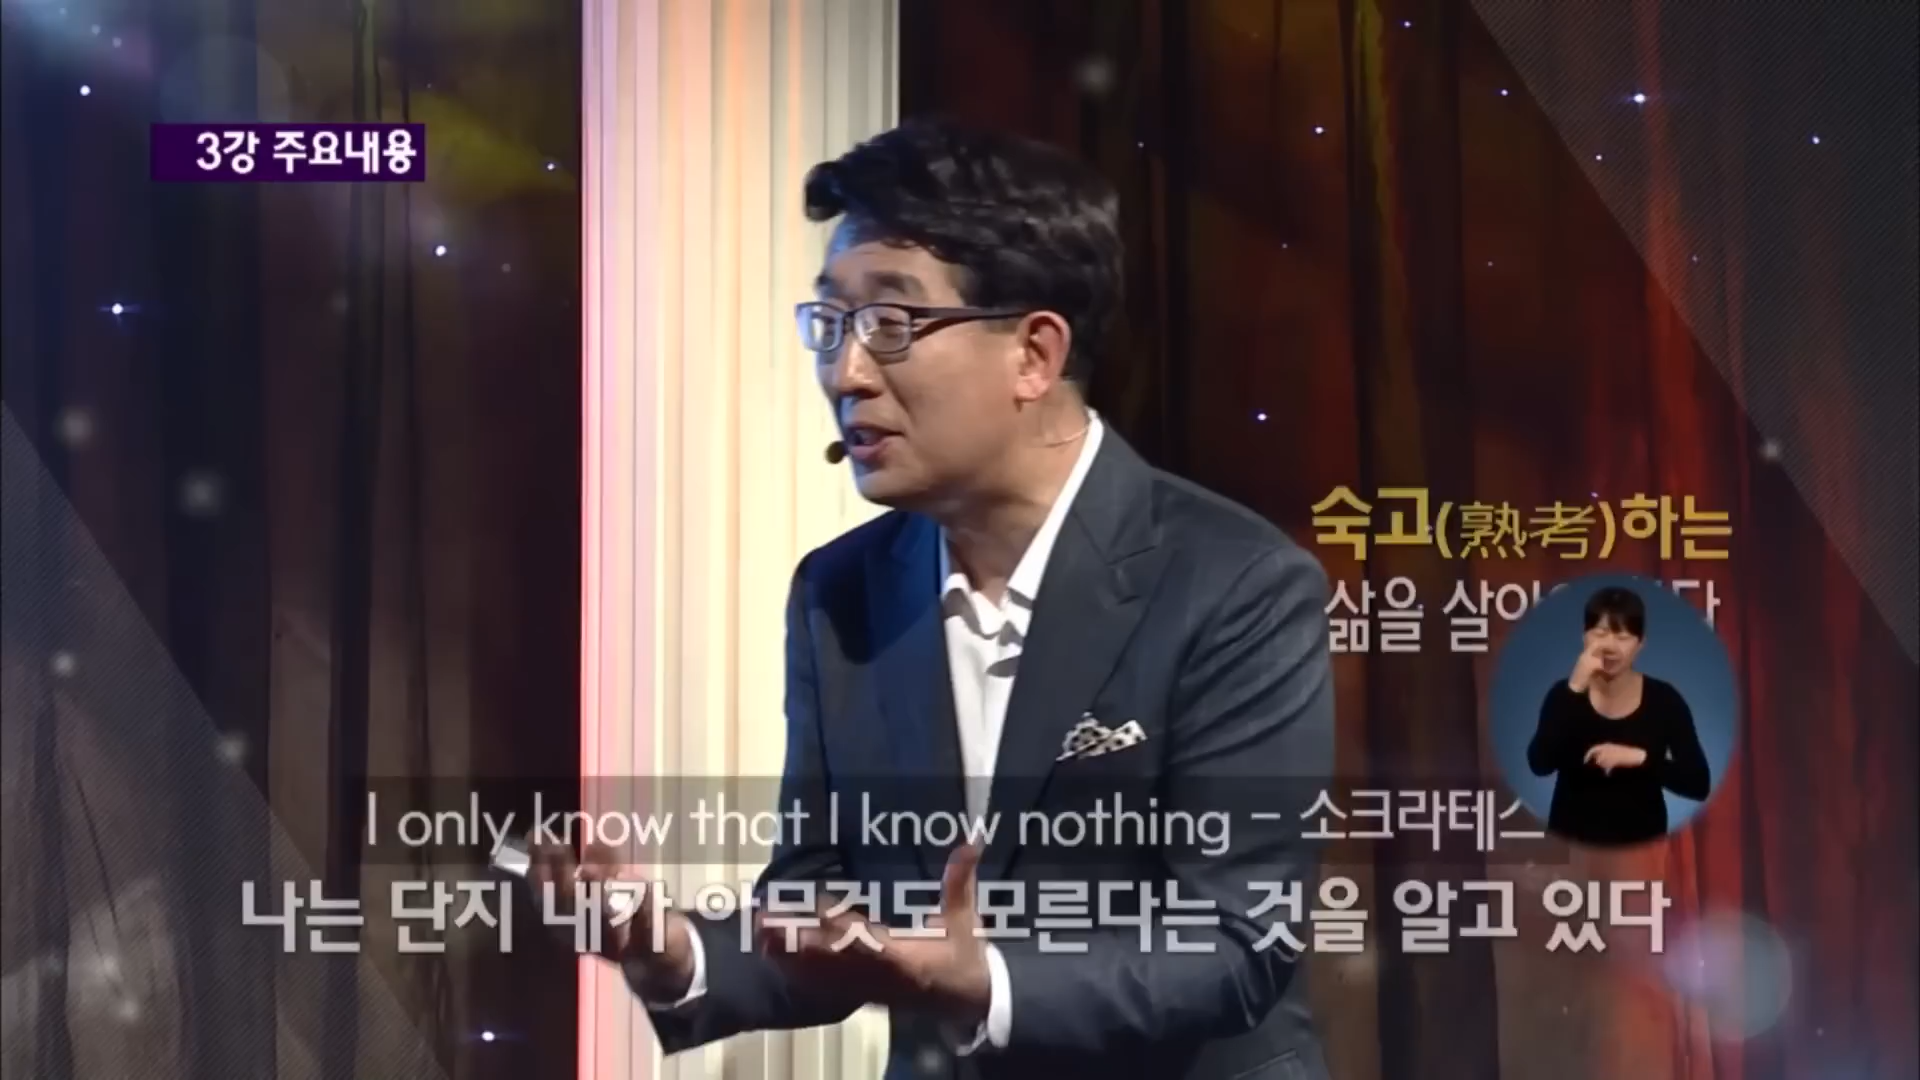 3강 주요내용
숙고(熟考)하는
삶을
I only know that I know nothing - 소크라테스
나는 단지 내가 아무것도 모른다는 것을 알고 있다